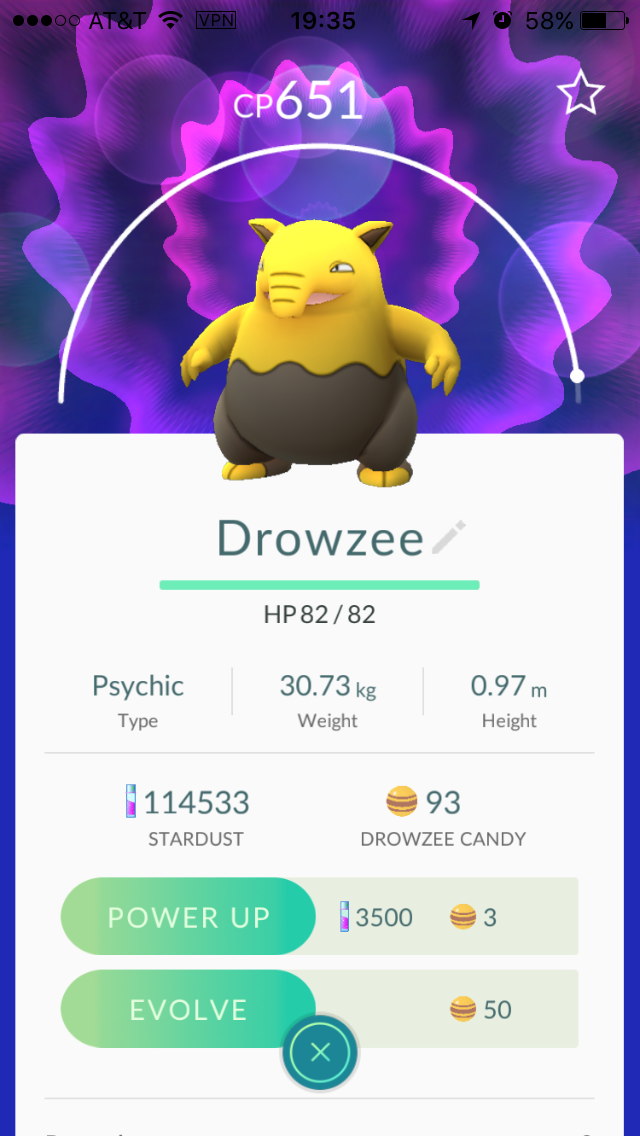 AT&T VPN 19:35 58%
CP651
Drowzee
HP 82 / 82
Psychic 30.73 kg 0.97 m
Type Weight Height
114533 93
STARDUST DROWZEE CANDY
POWER UP 3500 3
EVOLVE 50